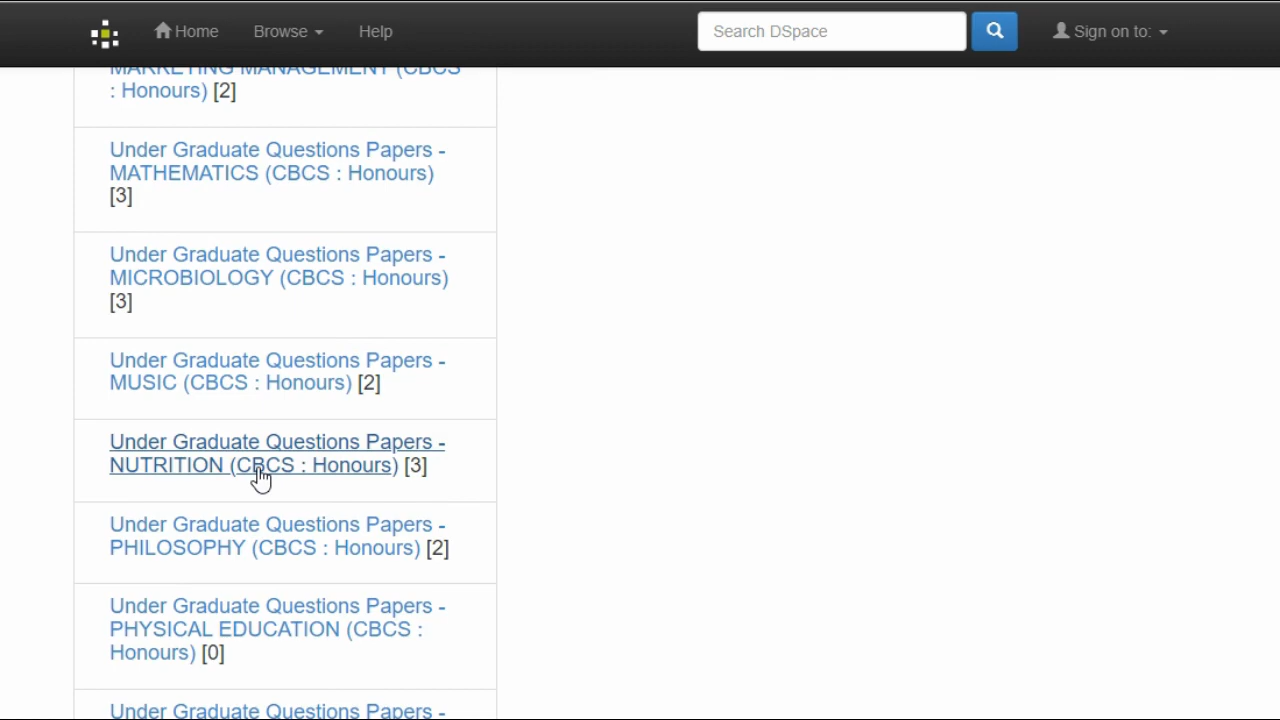 Home Browse Help Search DSpace Sign on to:
MARKETING MANAGEMENT (CBCS
: Honours) [2]
Under Graduate Questions Papers -
MATHEMATICS (CBCS : Honours)
[3]
Under Graduate Questions Papers -
MICROBIOLOGY (CBCS : Honours)
[3]
Under Graduate Questions Papers -
MUSIC (CBCS : Honours) [2]
Under Graduate Questions Papers -
NUTRITION (CBCS : Honours) [3]
Under Graduate Questions Papers -
PHILOSOPHY (CBCS : Honours) [2]
Under Graduate Questions Papers -
PHYSICAL EDUCATION (CBCS :
Honours) [0]
Under Graduate Questions Papers -